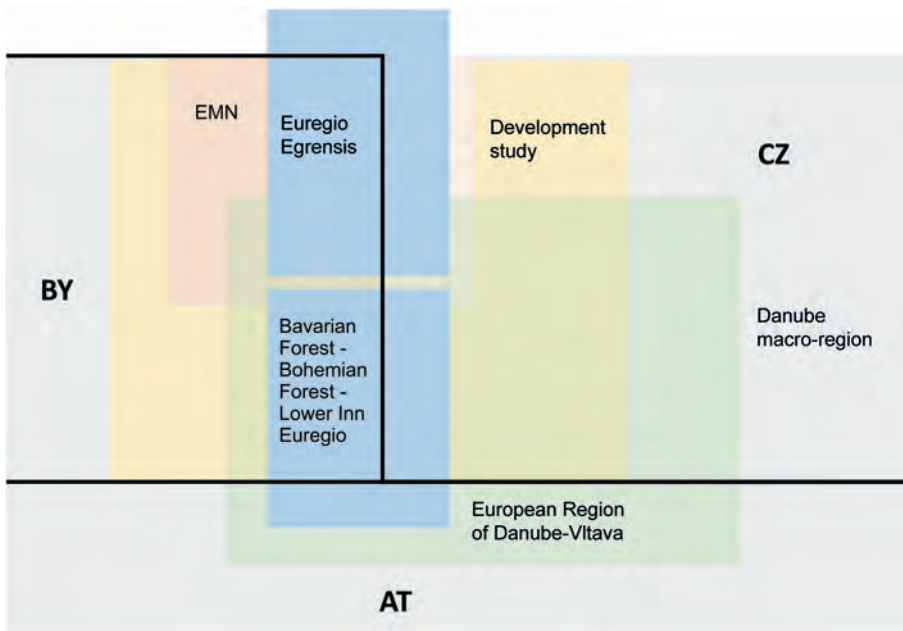 EMN
Euregio
Egrensis
Development
study
CZ
BY
Bavarian
Forest -
Bohemian
Forest -
Lower Inn
Euregio
Danube
macro-region
European Region
of Danube-Vltava
AT